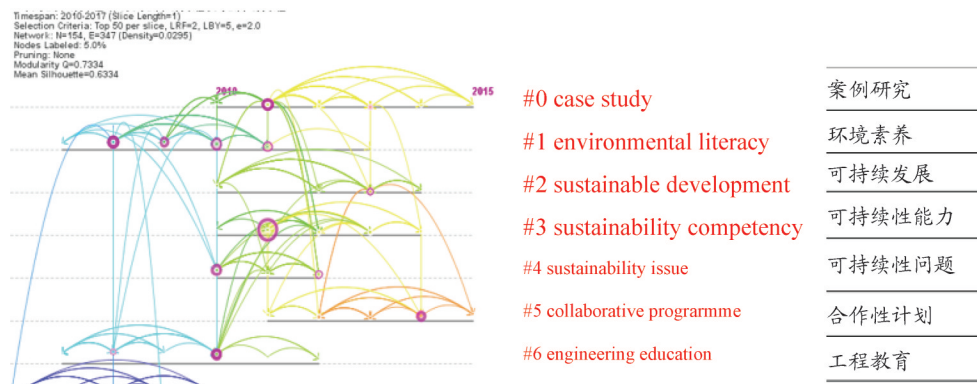 Timespan: 2010-2017 (Slice Length=1)
Selection Criteria: Top 50 per slice, LRF=2, LBY=5, e=2.0
Network: N=154, E=347 (Density=0.0295)
Nodes Labeled: 5.0%
Pruning: None
Modularity Q=0.7334
Mean Silhouette=0.6334
2010
2015
#0 case study
案例研究
#1 environmental literacy
环境素养
#2 sustainable development
可持续发展
#3 sustainability competency
可持续性能力
#4 sustainability issue
可持续性问题
#5 collaborative prograrmme
合作性计划
#6 engineering education
工程教育